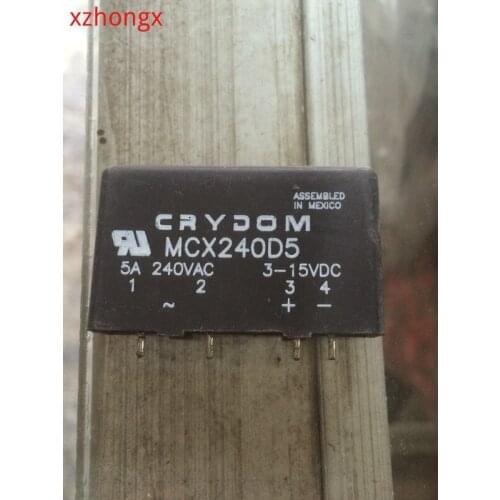 xzhongx
ASSEMBLED
IN MEXICO
CRYDOM
MCX240D5
5A 240VAC 3-15VDC
1 2 3 4
~ + -